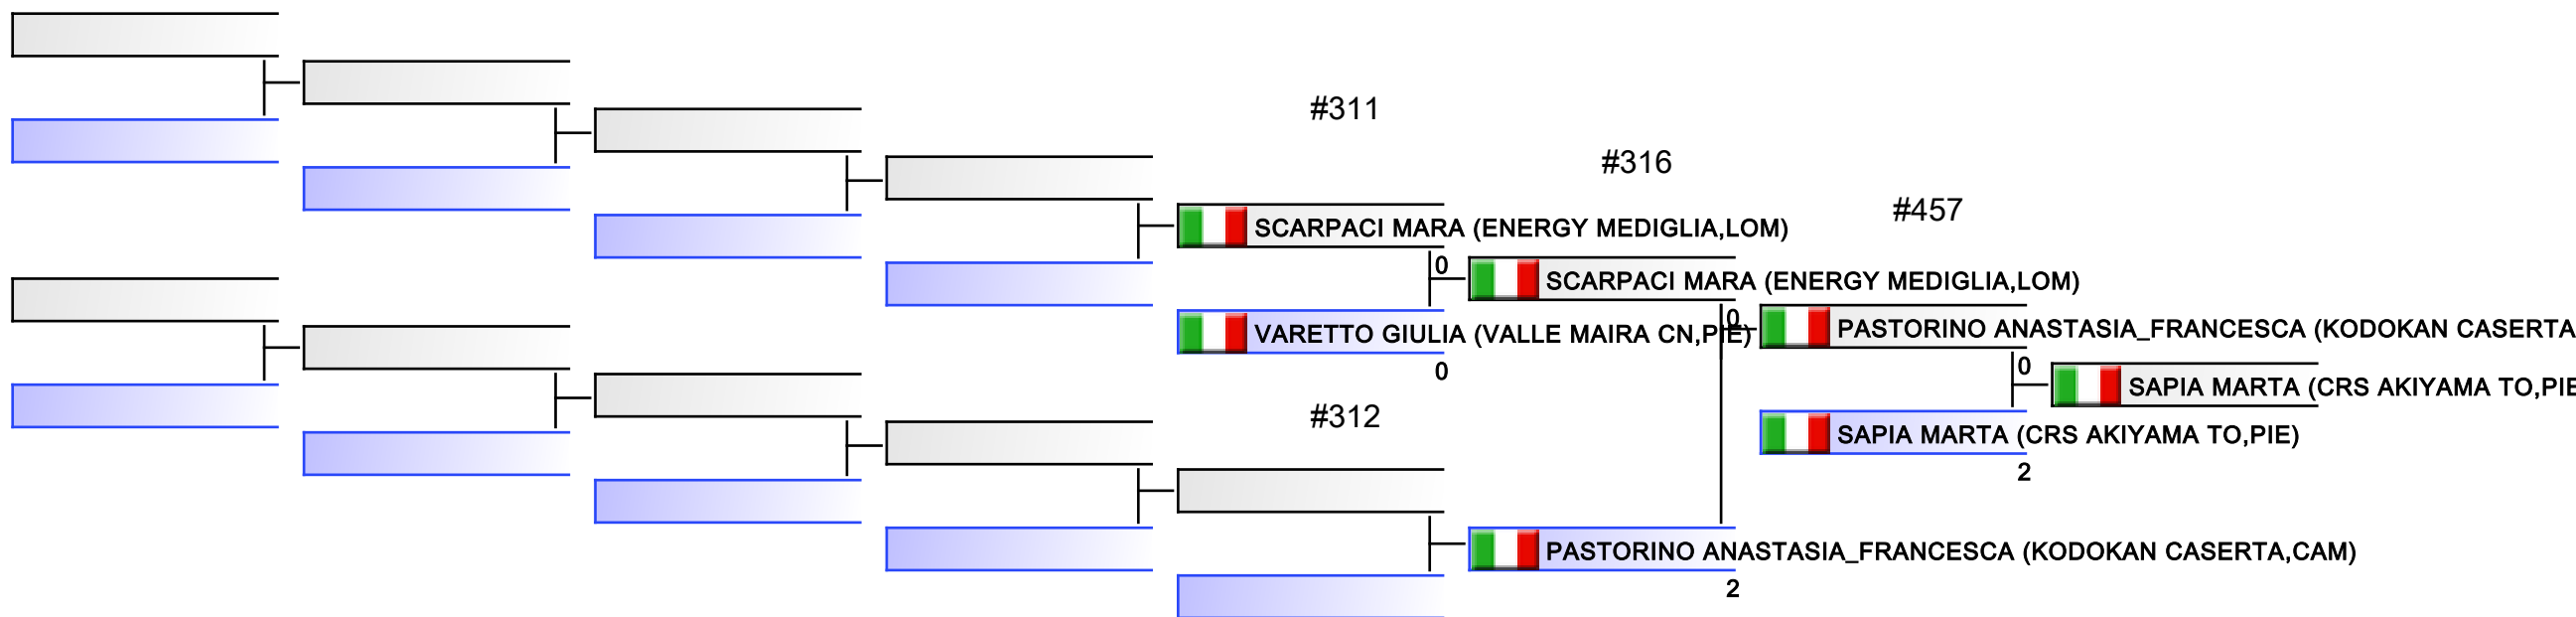 #311
#316
#457
SCARPACI MARA (ENERGY MEDIGLIA,LOM)
0
SCARPACI MARA (ENERGY MEDIGLIA,LOM)
0
VARETTO GIULIA (VALLE MAIRA CN,PIE)
0
PASTORINO ANASTASIA_FRANCESCA (KODOKAN CASERTA
0
SAPIA MARTA (CRS AKIYAMA TO,PIE
SAPIA MARTA (CRS AKIYAMA TO,PIE)
2
#312
PASTORINO ANASTASIA_FRANCESCA (KODOKAN CASERTA,CAM)
2